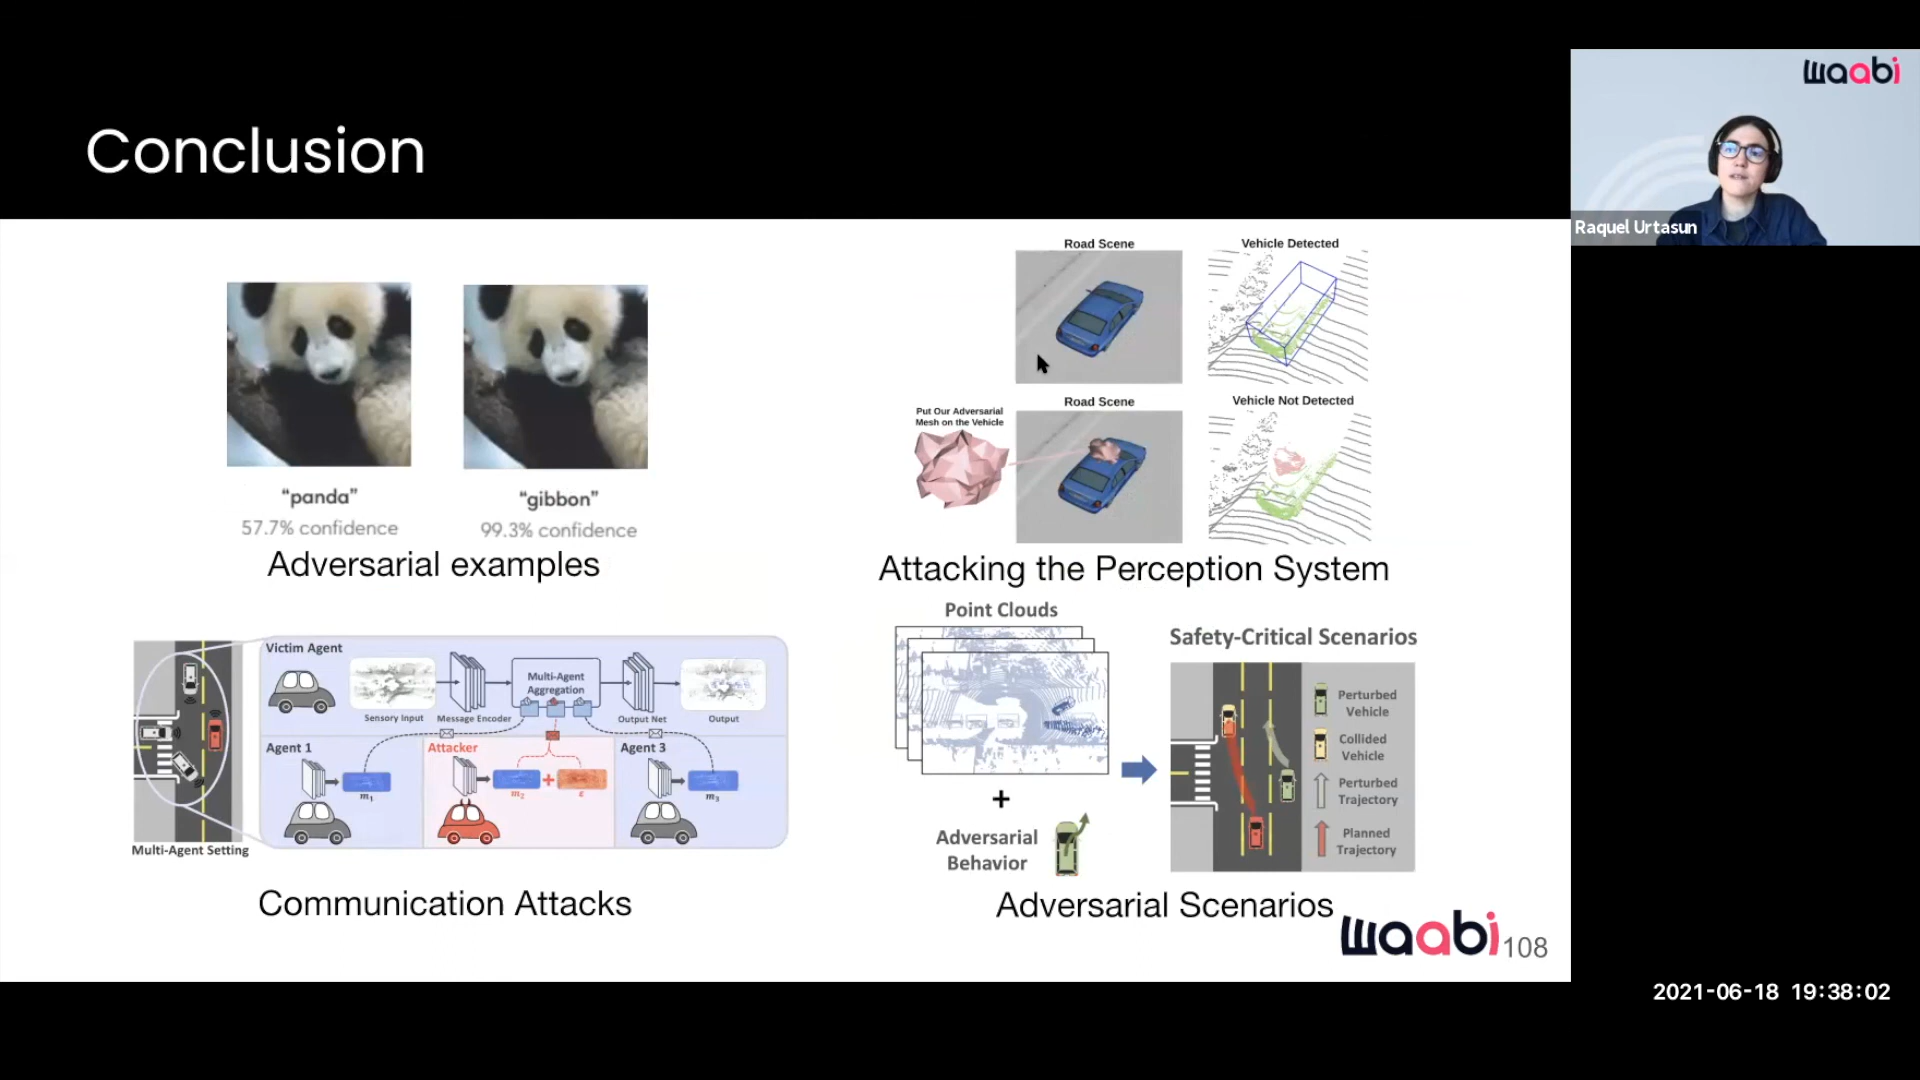 waabi
Raquel Urtasun
Conclusion
"panda"
57.7% confidence
"gibbon"
99.3% confidence
Adversarial examples
Road Scene
Vehicle Detected
Put Our Adversarial
Mesh on the Vehicle
Road Scene
Vehicle Not Detected
Attacking the Perception System
Victim Agent
Sensory Input
Message Encoder
Multi-Agent
Aggregation
Output Net
Output
Agent 1
m₁
Attacker
m₂
+
ε
Agent 3
m₃
Multi-Agent Setting
Communication Attacks
Point Clouds
+
Adversarial
Behavior
Safety-Critical Scenarios
Perturbed
Vehicle
Collided
Vehicle
Perturbed
Trajectory
Planned
Trajectory
Adversarial Scenarios
waabi
108
2021-06-18 19:38:02